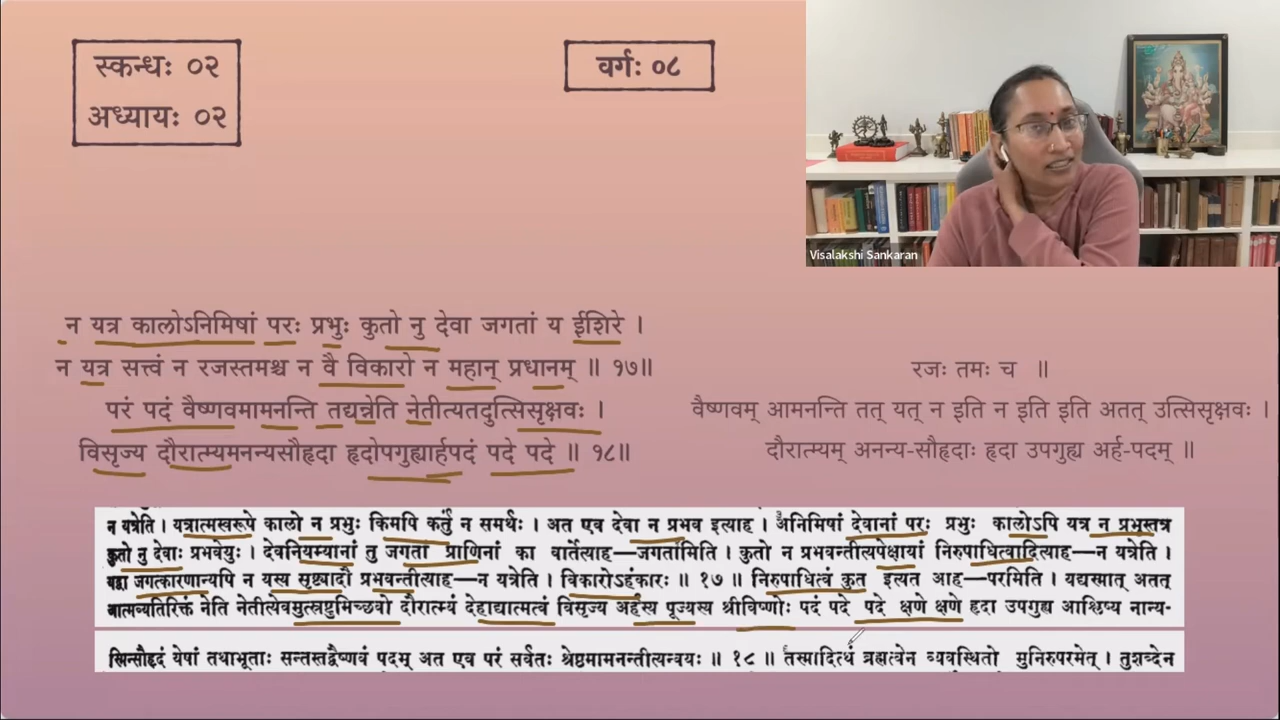 स्कन्धः ०२
अध्यायः ०२
वर्गः ०८
Visalakshi Sankaran
न यत्र कालोऽनिमिषां परः प्रभुः कुतो नु देवा जगतां य ईशिरे ।
न यत्र सत्त्वं न रजस्तमश्च न वै विकारो न महान् प्रधानम् ॥ १७॥
परं पदं वैष्णवमामनन्ति तद्यन्नेति नेतीत्यतदुत्सिसृक्षवः ।
विसृज्य दौरात्म्यमनन्यसौहृदा हृदोपगुह्यार्हपदं पदे पदे ॥ १८॥
रजः तमः च ॥
वैष्णवम् आमनन्ति तत् यत् न इति न इति इति अतत् उत्सिसृक्षवः ।
दौरात्म्यम् अनन्य-सौहृदाः हृदा उपगुह्य अर्ह-पदम् ॥
न यत्रेति । यत्रात्मस्वरूपे कालो न प्रभुः किमपि कर्तुं न समर्थः । अत एव देवा न प्रभव इत्याह । अनिमिषां देवानां परः प्रभुः कालोऽपि यत्र न प्रभुस्तत्र
कुतो नु देवाः प्रभवेयुः । देवनियम्यानां तु जगतां प्राणिनां का वार्तेत्याह—जगतामिति । कुतो न प्रभवन्तीत्यपेक्षायां निरुपाधित्वादित्याह—न यत्रेति ।
यद्वा जगत्कारणान्यपि न यस्य सृष्ट्यादौ प्रभवन्तीत्याह—न यत्रेति । विकारोऽहंकारः ॥ १७ ॥ निरुपाधित्वं कुत इत्यत आह—परमिति । यद्यस्मात् अतत्
आत्मव्यतिरिक्तं नेति नेतीत्येवमुत्स्रष्टुमिच्छवो दौरात्म्यं देहाद्यात्मत्वं विसृज्य अर्हस्य पूज्यस्य श्रीविष्णोः पदं पदे पदे क्षणे क्षणे हृदा उपगुह्य आश्लिष्य नान्य-
स्मिन्सौहृदं येषां तथाभूताः सन्तस्तद्वैष्णवं पदम् अत एव परं सर्वतः श्रेष्ठमामनन्तीत्यन्वयः ॥ १८ ॥ तस्मादित्थं ब्रह्मत्वेन व्यवस्थितो मुनिरुपरमेत् । तुशब्देन